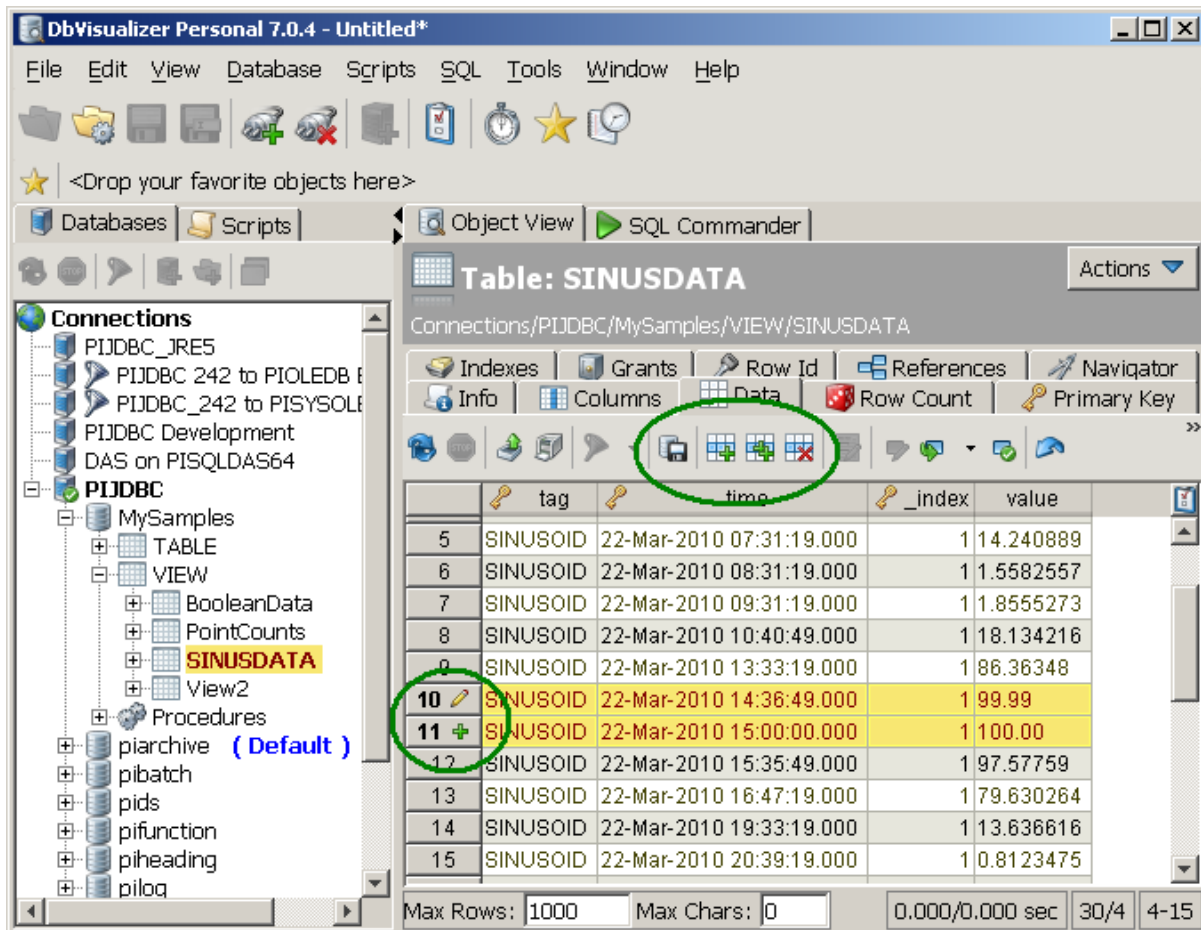 DbVisualizer Personal 7.0.4 - Untitled*
File Edit View Database Scripts SQL Tools Window Help
<Drop your favorite objects here>
Databases Scripts
STOP
Connections
PIJDBC_JRE5
PIJDBC 242 to PIOLEDB
PIJDBC_242 to PISYSOLE
PIJDBC Development
DAS on PISQLDAS64
PIJDBC
MySamples
TABLE
VIEW
BooleanData
PointCounts
SINUSDATA
View2
Procedures
piarchive ( Default )
pibatch
pids
pifunction
piheading
pilog
Object View SQL Commander
Table: SINUSDATA
Actions
Connections/PIJDBC/MySamples/VIEW/SINUSDATA
Indexes Grants Row Id References Navigator
Info Columns Data Row Count Primary Key
tag time _index value
5 SINUSOID 22-Mar-2010 07:31:19.000 1 14.240889
6 SINUSOID 22-Mar-2010 08:31:19.000 1 1.5582557
7 SINUSOID 22-Mar-2010 09:31:19.000 1 1.8555273
8 SINUSOID 22-Mar-2010 10:40:49.000 1 18.134216
9 SINUSOID 22-Mar-2010 13:33:19.000 1 86.36348
10 SINUSOID 22-Mar-2010 14:36:49.000 1 99.99
11 SINUSOID 22-Mar-2010 15:00:00.000 1 100.00
12 SINUSOID 22-Mar-2010 15:35:49.000 1 97.57759
13 SINUSOID 22-Mar-2010 16:47:19.000 1 79.630264
14 SINUSOID 22-Mar-2010 19:33:19.000 1 13.636616
15 SINUSOID 22-Mar-2010 20:39:19.000 1 0.8123475
Max Rows: 1000 Max Chars: 0 0.000/0.000 sec 30/4 4-15